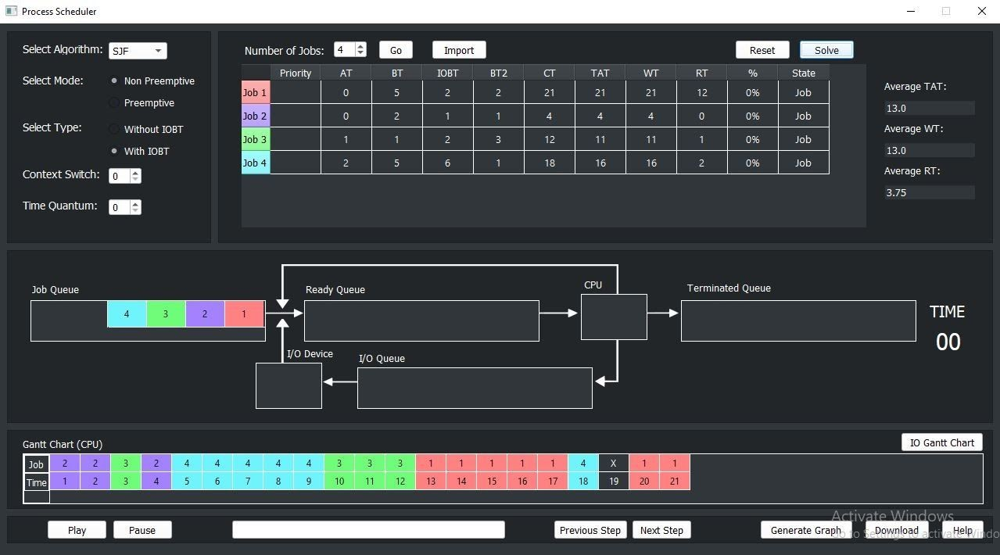 Process Scheduler
Select Algorithm: SJF
Select Mode: Non Preemptive
Preemptive
Select Type: Without IOBT
With IOBT
Context Switch: 0
Time Quantum: 0
Number of Jobs: 4 Go Import Reset Solve
Priority AT BT IOBT BT2 CT TAT WT RT % State
Job 1 0 5 2 2 21 21 21 12 0% Job
Job 2 0 2 1 1 4 4 4 0 0% Job
Job 3 1 1 2 3 12 11 11 1 0% Job
Job 4 2 5 6 1 18 16 16 2 0% Job
Average TAT:
13.0
Average WT:
13.0
Average RT:
3.75
Job Queue
4 3 2 1
Ready Queue
CPU
Terminated Queue
TIME
00
I/O Device
I/O Queue
Gantt Chart (CPU)
IO Gantt Chart
Job 2 2 3 2 4 4 4 4 4 3 3 3 1 1 1 1 1 4 X 1 1
Time 1 2 3 4 5 6 7 8 9 10 11 12 13 14 15 16 17 18 19 20 21
Play Pause Previous Step Next Step Generate Graph Download Help
Activate Windows
Go to Settings to activate Windo